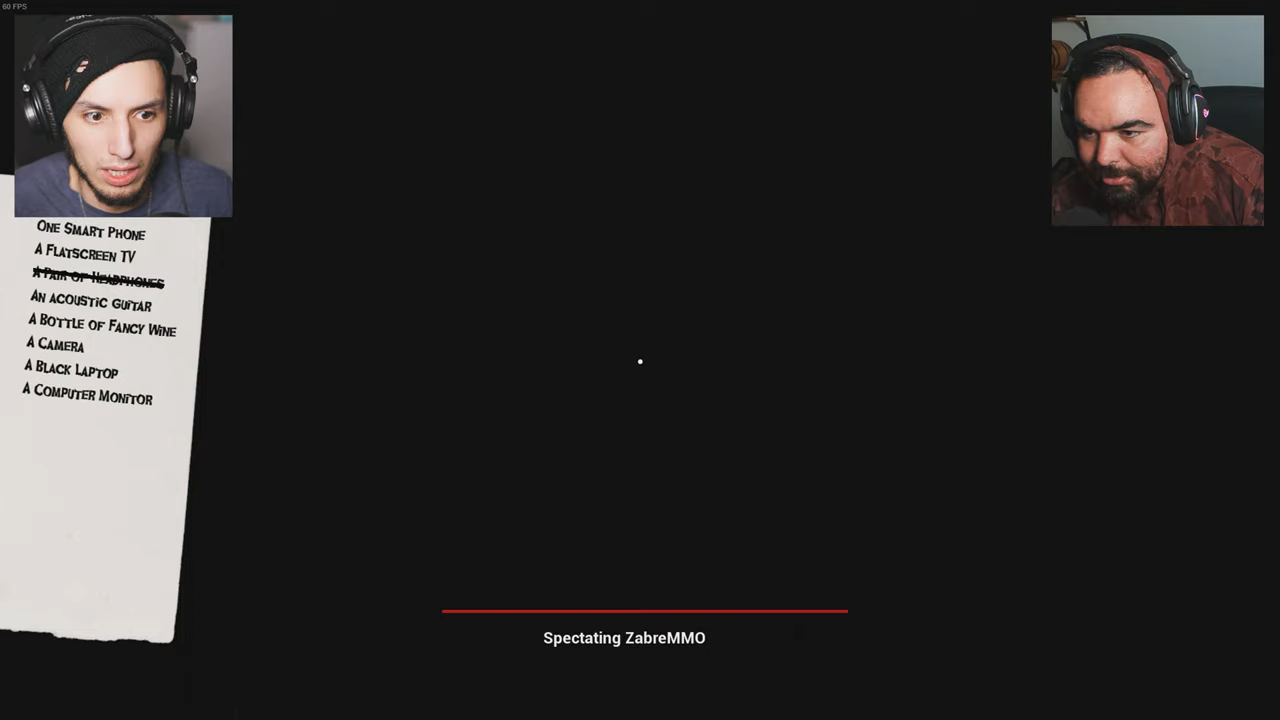 60 FPS
One Smart Phone
A Flatscreen TV
A Pair of Headphones
An Acoustic Guitar
A Bottle of Fancy Wine
A Camera
A Black Laptop
A Computer Monitor
Spectating ZabreMMO